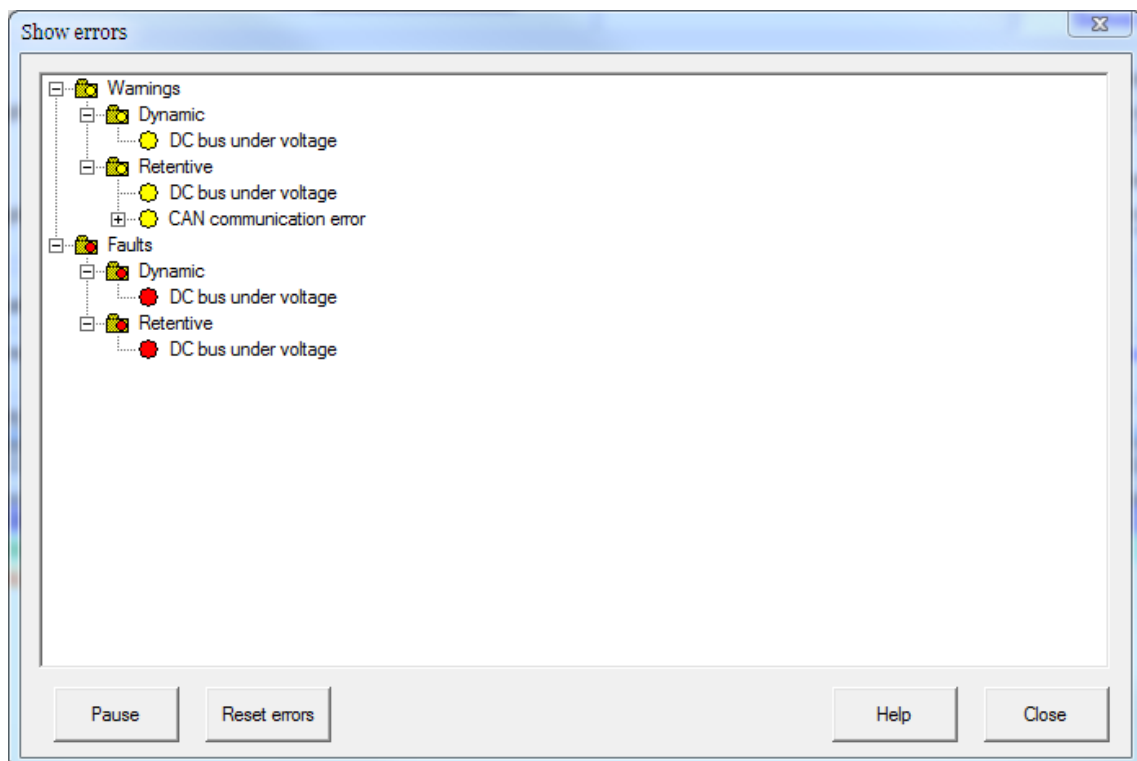 Show errors
Warnings
Dynamic
DC bus under voltage
Retentive
DC bus under voltage
CAN communication error
Faults
Dynamic
DC bus under voltage
Retentive
DC bus under voltage
Pause Reset errors Help Close